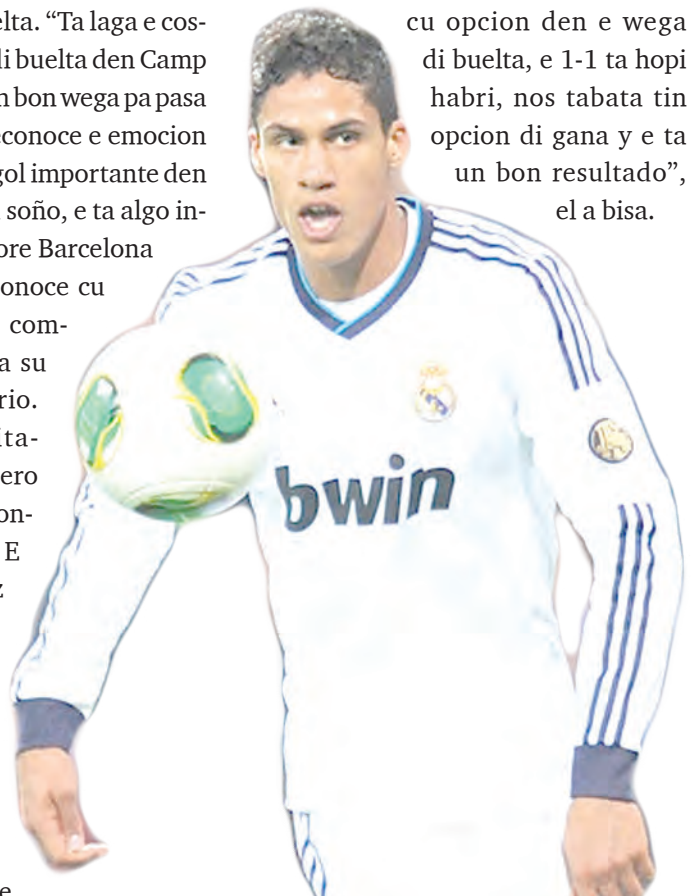 elta. “Ta laga e cos-
di buelta den Camp
n bon wega pa pasa
econoce e emocion
gol importante den
soño, e ta algo in-
ore Barcelona
onoce cu
com-
a su
rio.
ita-
ero
on-
E
z
e
cu opcion den e wega
di buelta, e 1-1 ta hopi
habri, nos tabata tin
opcion di gana y e ta
un bon resultado”,
el a bisa.
bwin